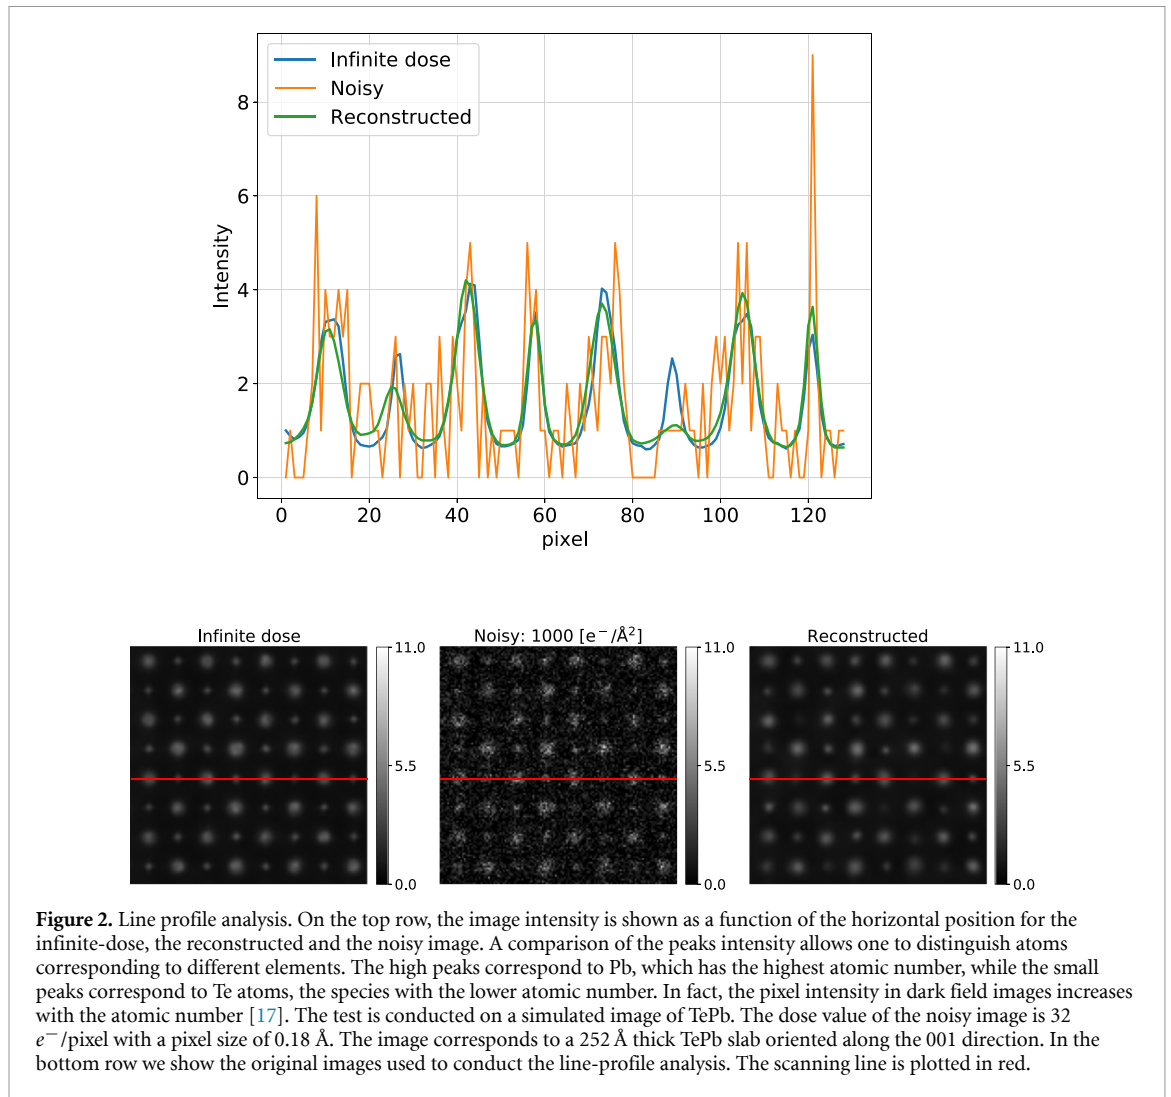 Infinite dose
Noisy
Reconstructed
8
6
4
2
0
Intensity
0 20 40 60 80 100 120
pixel
Infinite dose
Noisy: 1000 [e⁻/Å²]
Reconstructed
11.0
5.5
0.0
11.0
5.5
0.0
11.0
5.5
0.0
Figure 2. Line profile analysis. On the top row, the image intensity is shown as a function of the horizontal position for the
infinite-dose, the reconstructed and the noisy image. A comparison of the peaks intensity allows one to distinguish atoms
corresponding to different elements. The high peaks correspond to Pb, which has the highest atomic number, while the small
peaks correspond to Te atoms, the species with the lower atomic number. In fact, the pixel intensity in dark field images increases
with the atomic number [17]. The test is conducted on a simulated image of TePb. The dose value of the noisy image is 32
e⁻/pixel with a pixel size of 0.18 Å. The image corresponds to a 252 Å thick TePb slab oriented along the 001 direction. In the
bottom row we show the original images used to conduct the line-profile analysis. The scanning line is plotted in red.